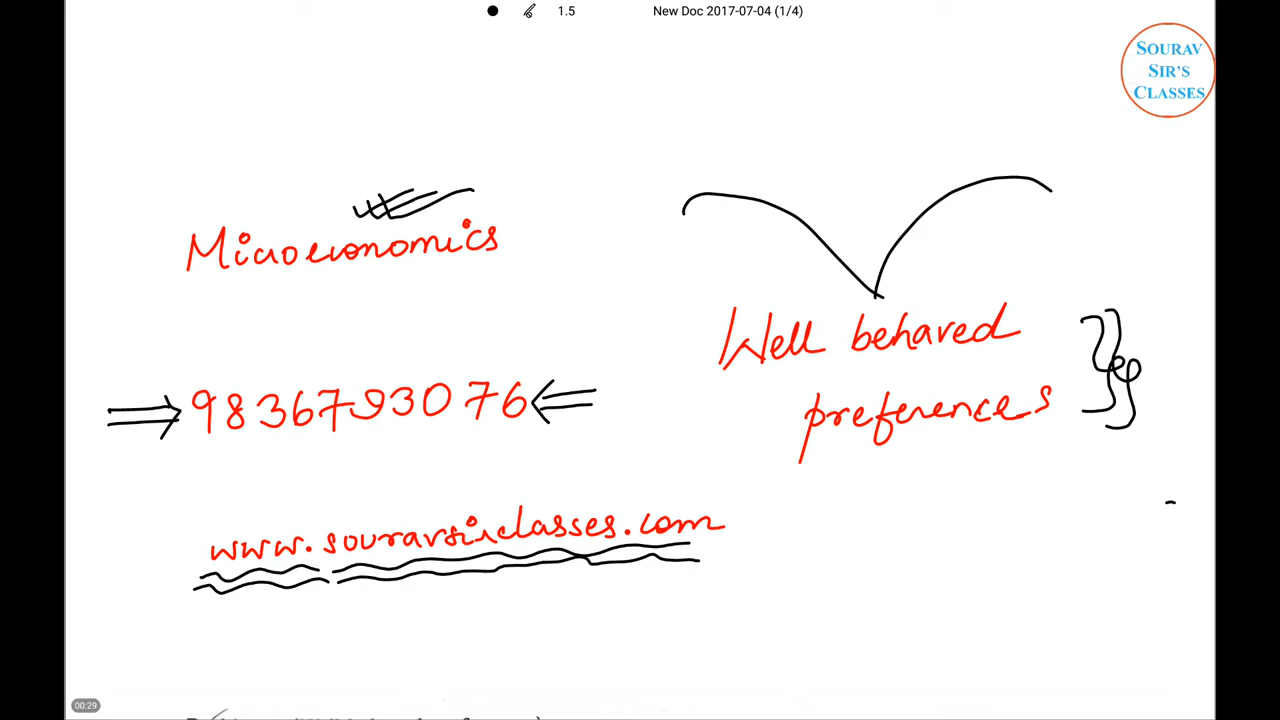 1.5
New Doc 2017-07-04 (1/4)
SOURAV
SIR'S
CLASSES
Microeconomics
Well behaved
preferences
9836793076
www.souravsirclasses.com
00:29